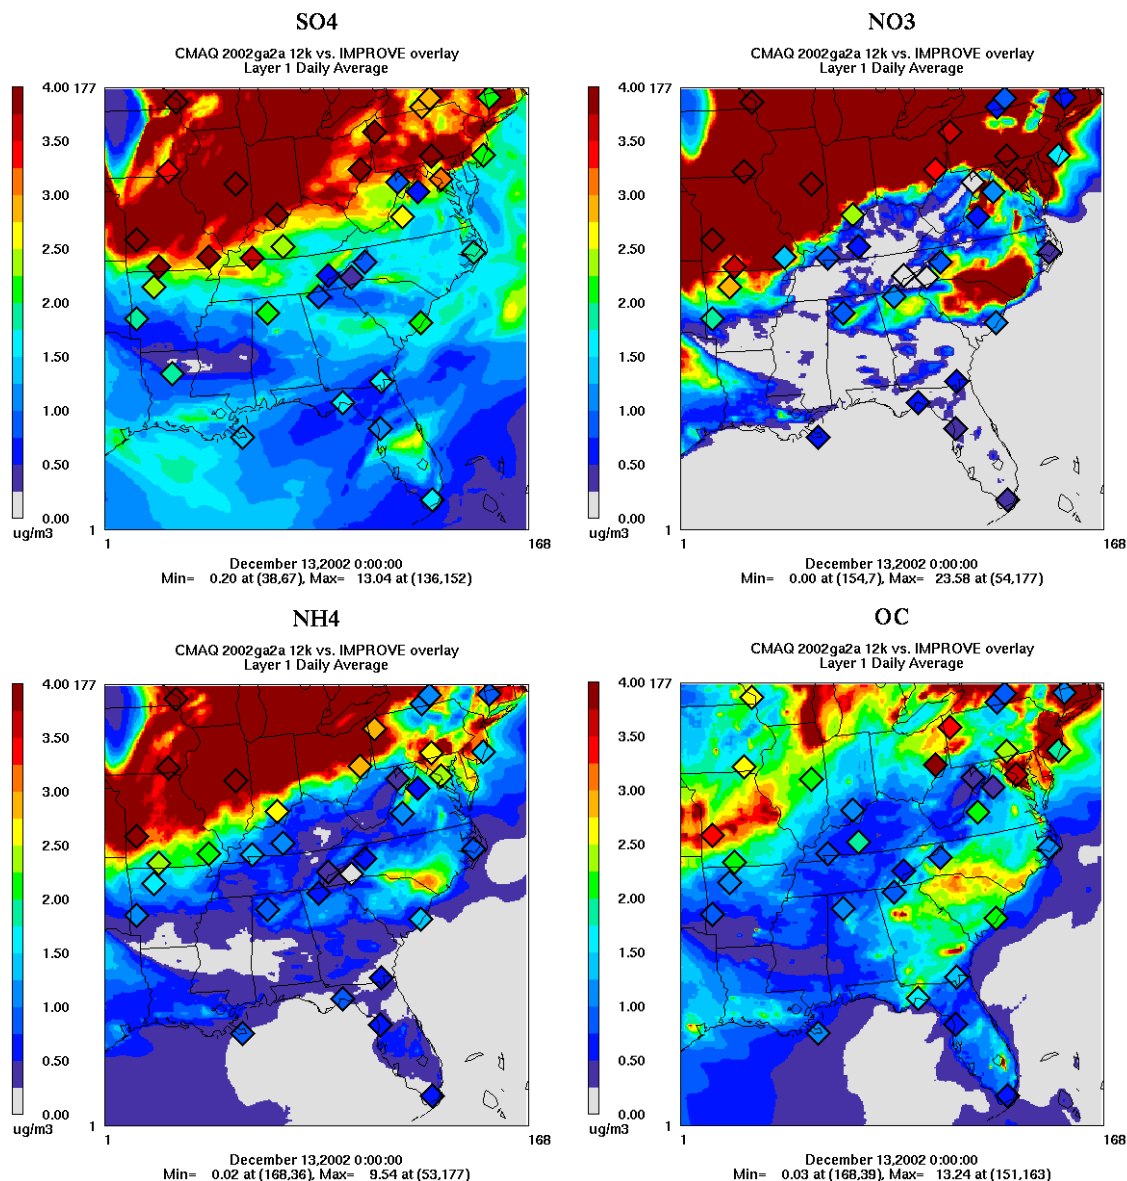 SO4
CMAQ 2002ga2a 12k vs. IMPROVE overlay
Layer 1 Daily Average
4.00 177
3.50
3.00
2.50
2.00
1.50
1.00
0.50
0.00
ug/m3
1
1 168
December 13,2002 0:00:00
Min= 0.20 at (38,67), Max= 13.04 at (136,152)
NO3
CMAQ 2002ga2a 12k vs. IMPROVE overlay
Layer 1 Daily Average
4.00 177
3.50
3.00
2.50
2.00
1.50
1.00
0.50
0.00
ug/m3
1
1 168
December 13,2002 0:00:00
Min= 0.00 at (154,7), Max= 23.58 at (54,177)
NH4
CMAQ 2002ga2a 12k vs. IMPROVE overlay
Layer 1 Daily Average
4.00 177
3.50
3.00
2.50
2.00
1.50
1.00
0.50
0.00
ug/m3
1
1 168
December 13,2002 0:00:00
Min= 0.02 at (168,36), Max= 9.54 at (53,177)
OC
CMAQ 2002ga2a 12k vs. IMPROVE overlay
Layer 1 Daily Average
4.00 177
3.50
3.00
2.50
2.00
1.50
1.00
0.50
0.00
ug/m3
1
1 168
December 13,2002 0:00:00
Min= 0.03 at (168,39), Max= 13.24 at (151,163)